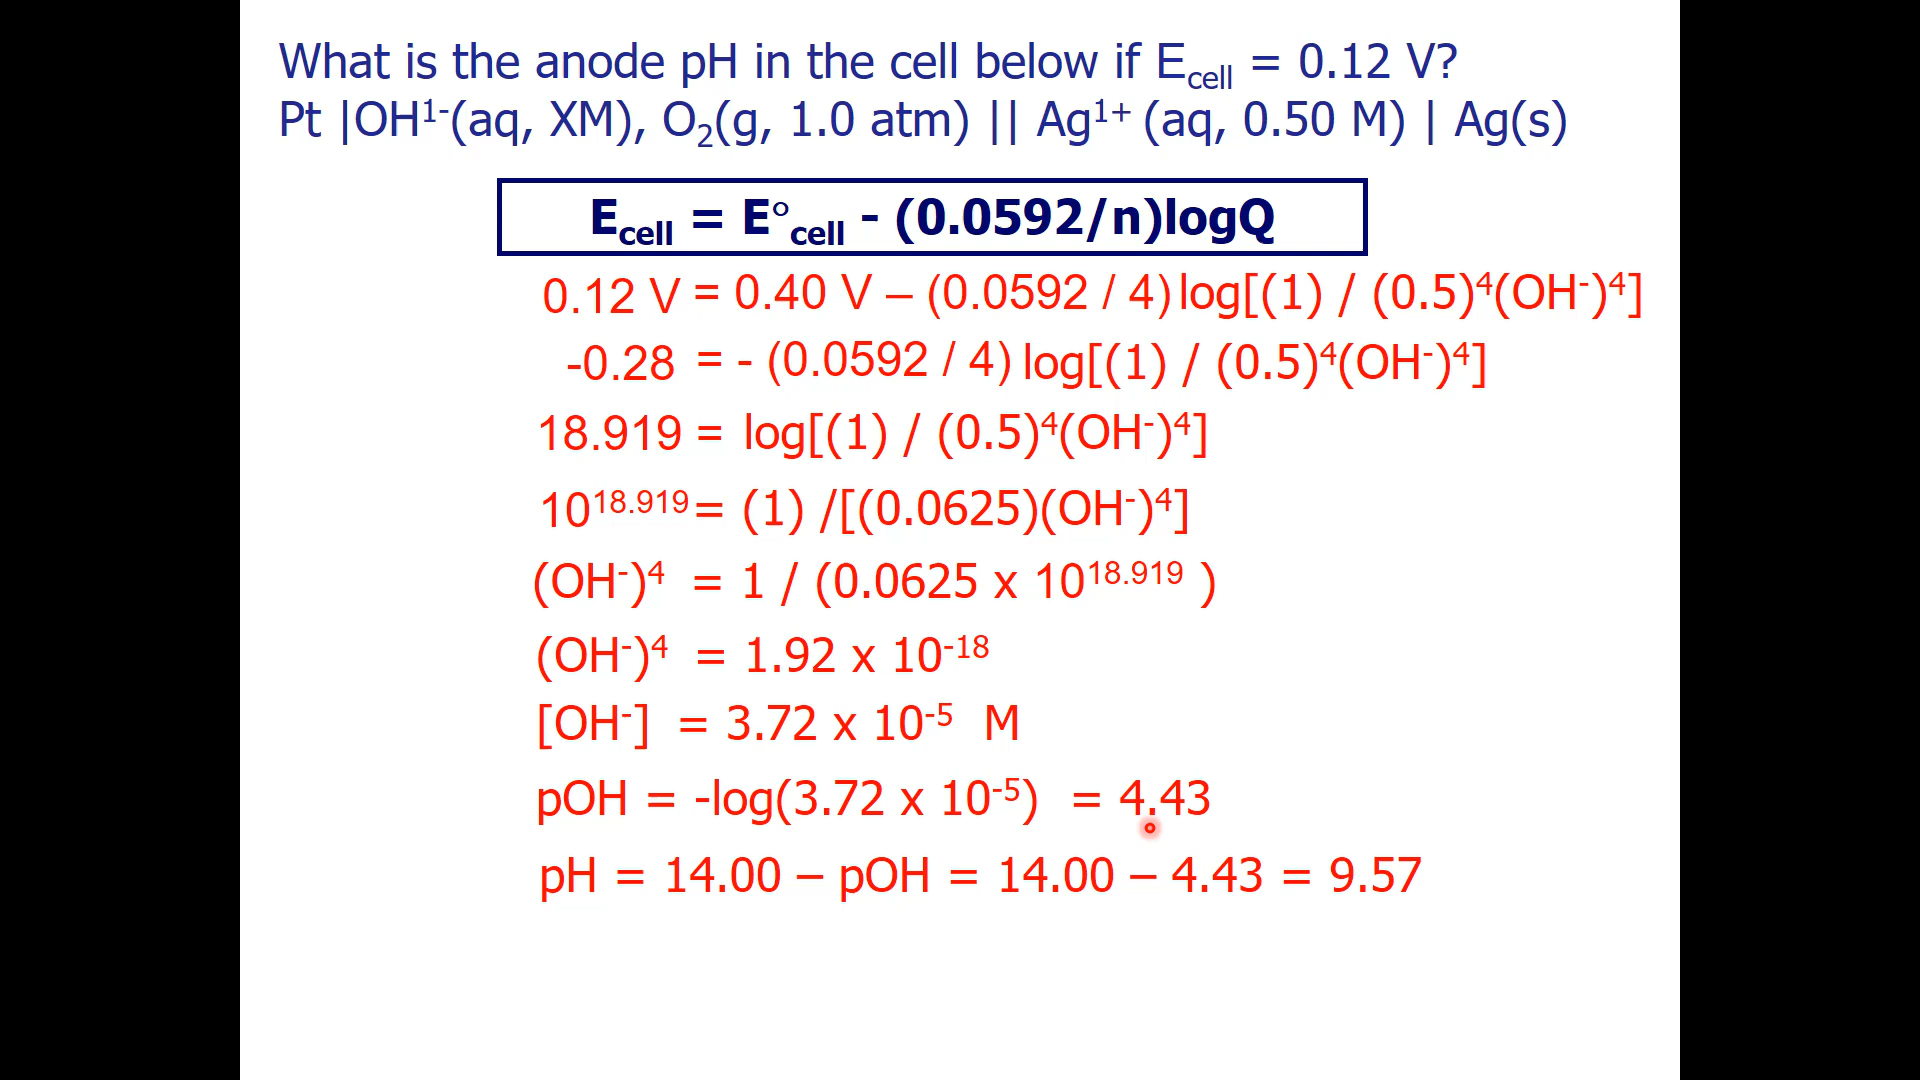 What is the anode pH in the cell below if E₍cell₎ = 0.12 V?
Pt |OH¹⁻(aq, XM), O₂(g, 1.0 atm) || Ag¹⁺ (aq, 0.50 M) | Ag(s)
E₍cell₎ = E°₍cell₎ - (0.0592/n)logQ
0.12 V = 0.40 V – (0.0592 / 4) log[(1) / (0.5)⁴(OH⁻)⁴]
-0.28 = - (0.0592 / 4) log[(1) / (0.5)⁴(OH⁻)⁴]
18.919 = log[(1) / (0.5)⁴(OH⁻)⁴]
10¹⁸·⁹¹⁹ = (1) /[(0.0625)(OH⁻)⁴]
(OH⁻)⁴ = 1 / (0.0625 x 10¹⁸·⁹¹⁹ )
(OH⁻)⁴ = 1.92 x 10⁻¹⁸
[OH⁻] = 3.72 x 10⁻⁵ M
pOH = -log(3.72 x 10⁻⁵) = 4.43
pH = 14.00 – pOH = 14.00 – 4.43 = 9.57